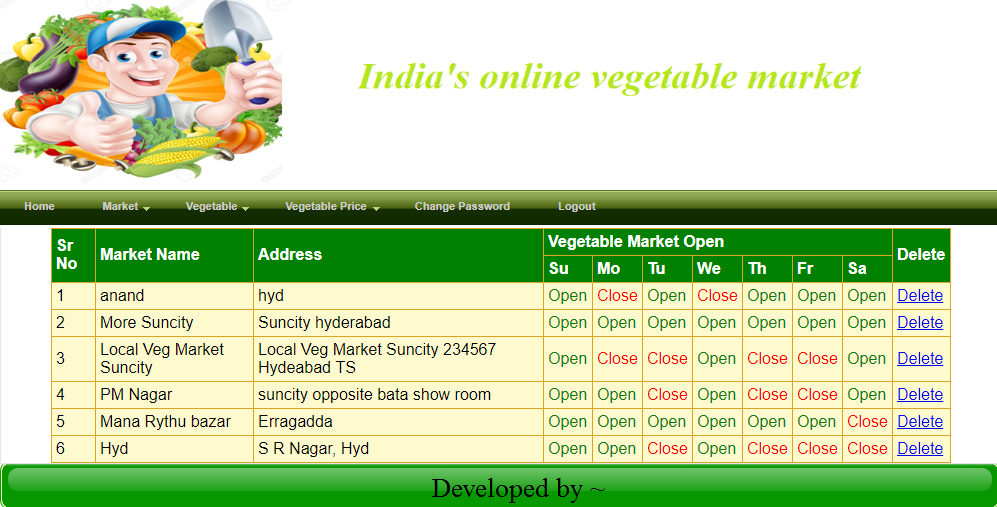 India's online vegetable market
Home Market Vegetable Vegetable Price Change Password Logout
Sr No Market Name Address Vegetable Market Open Delete
Su Mo Tu We Th Fr Sa
1 anand hyd Open Close Open Close Open Open Open Delete
2 More Suncity Suncity hyderabad Open Open Open Open Open Open Open Delete
3 Local Veg Market Suncity Local Veg Market Suncity 234567 Hydeabad TS Open Close Close Open Close Close Open Delete
4 PM Nagar suncity opposite bata show room Open Open Close Open Close Close Open Delete
5 Mana Rythu bazar Erragadda Open Open Open Open Open Open Close Delete
6 Hyd S R Nagar, Hyd Open Open Close Open Close Close Close Delete
Developed by ~